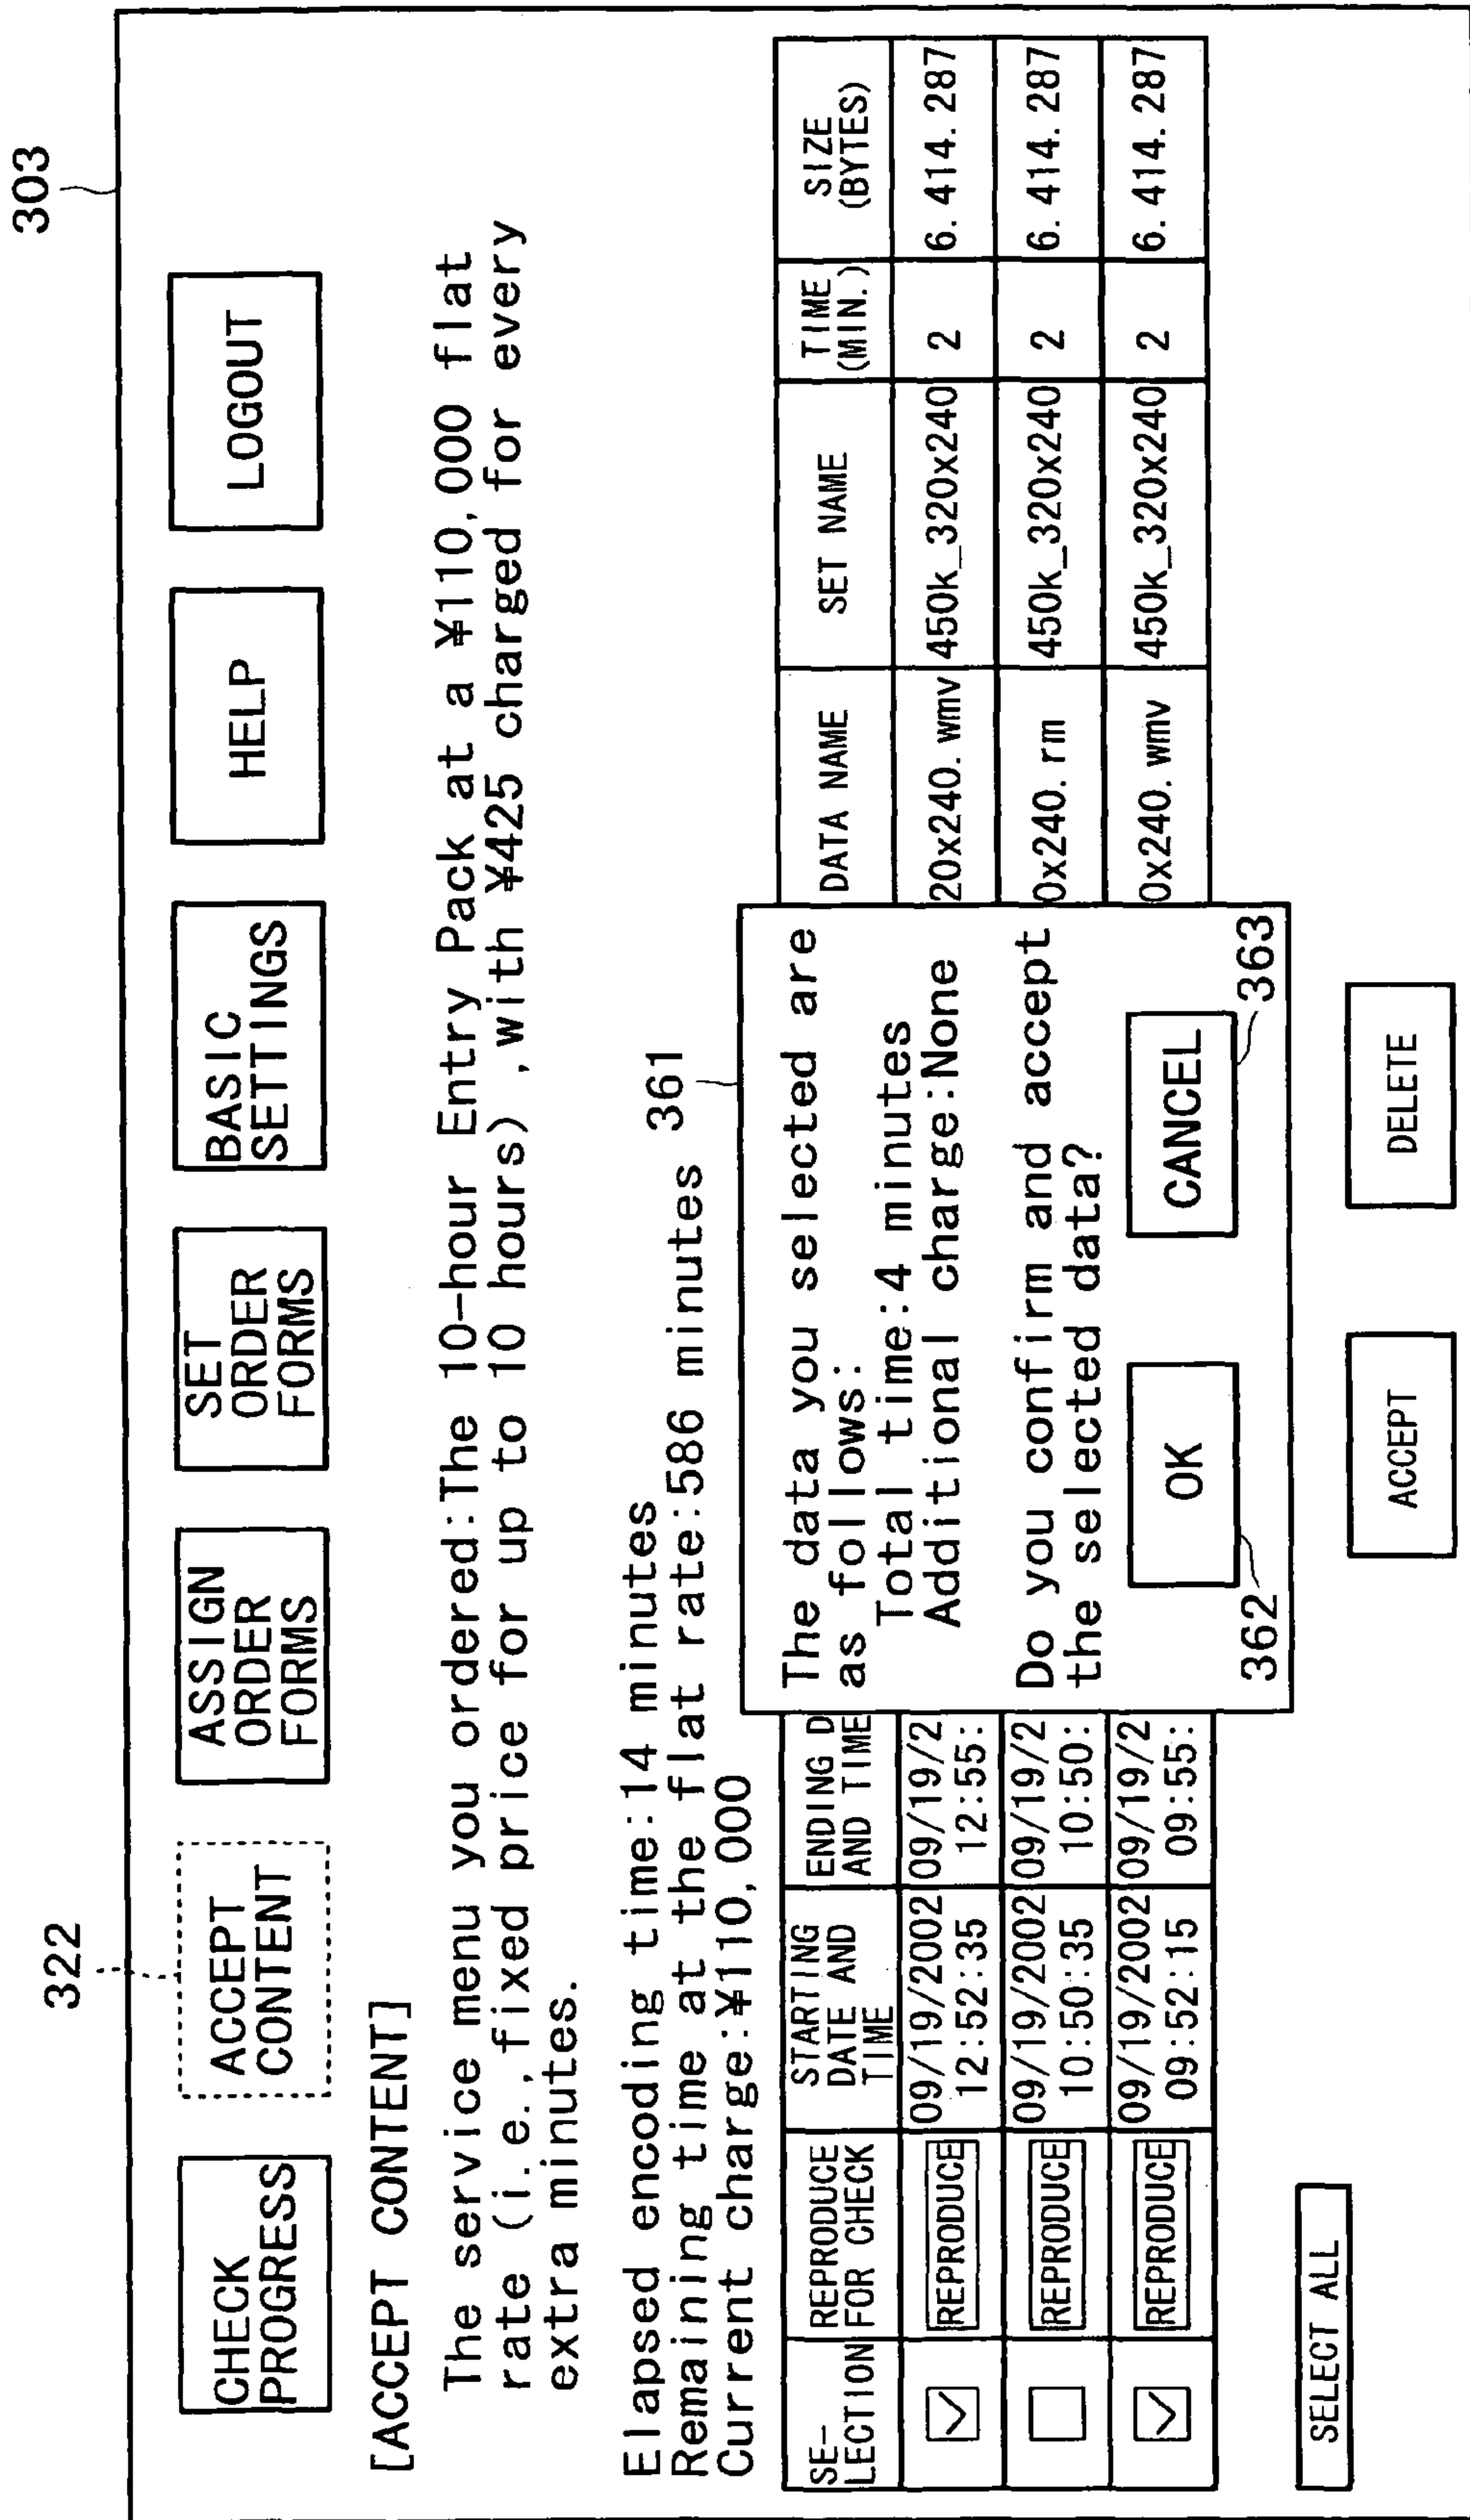 303
322
CHECK
PROGRESS
ACCEPT
CONTENT
ASSIGN
ORDER
FORMS
SET
ORDER
FORMS
BASIC
SETTINGS
HELP
LOGOUT
[ACCEPT CONTENT]
The service menu you ordered:The 10-hour Entry Pack at a ¥110,000 flat
rate (i.e.,fixed price for up to 10 hours),with ¥425 charged for every
extra minutes.
Elapsed encoding time:14 minutes
Remaining time at the flat rate:586 minutes
Current charge:¥110,000
361
SE-
LECTION
REPRODUCE
FOR CHECK
STARTING
DATE AND
TIME
ENDING D
AND TIME
DATA NAME
SET NAME
TIME
(MIN.)
SIZE
(BYTES)
REPRODUCE
09/19/2002
12:52:35
09/19/2
12:55:
20x240.wmv
450k_320x240
2
6.414.287
REPRODUCE
09/19/2002
10:50:35
09/19/2
10:50:
0x240.rm
450k_320x240
2
6.414.287
REPRODUCE
09/19/2002
09:52:15
09/19/2
09:55:
0x240.wmv
450k_320x240
2
6.414.287
The data you selected are
as follows:
Total time:4 minutes
Additional charge:None
Do you confirm and accept
the selected data?
OK
CANCEL
362
363
SELECT ALL
ACCEPT
DELETE